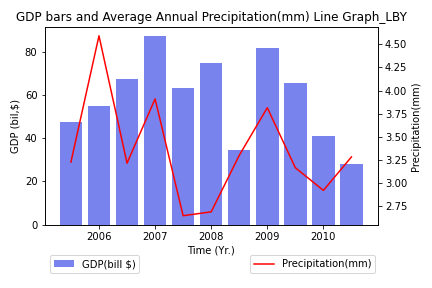 GDP bars and Average Annual Precipitation(mm) Line Graph_LBY
GDP (bil,$)
80
60
40
20
0
4.50
4.25
4.00
3.75
3.50
3.25
3.00
2.75
Precipitation(mm)
2006 2007 2008 2009 2010
Time (Yr.)
GDP(bill $)
Precipitation(mm)